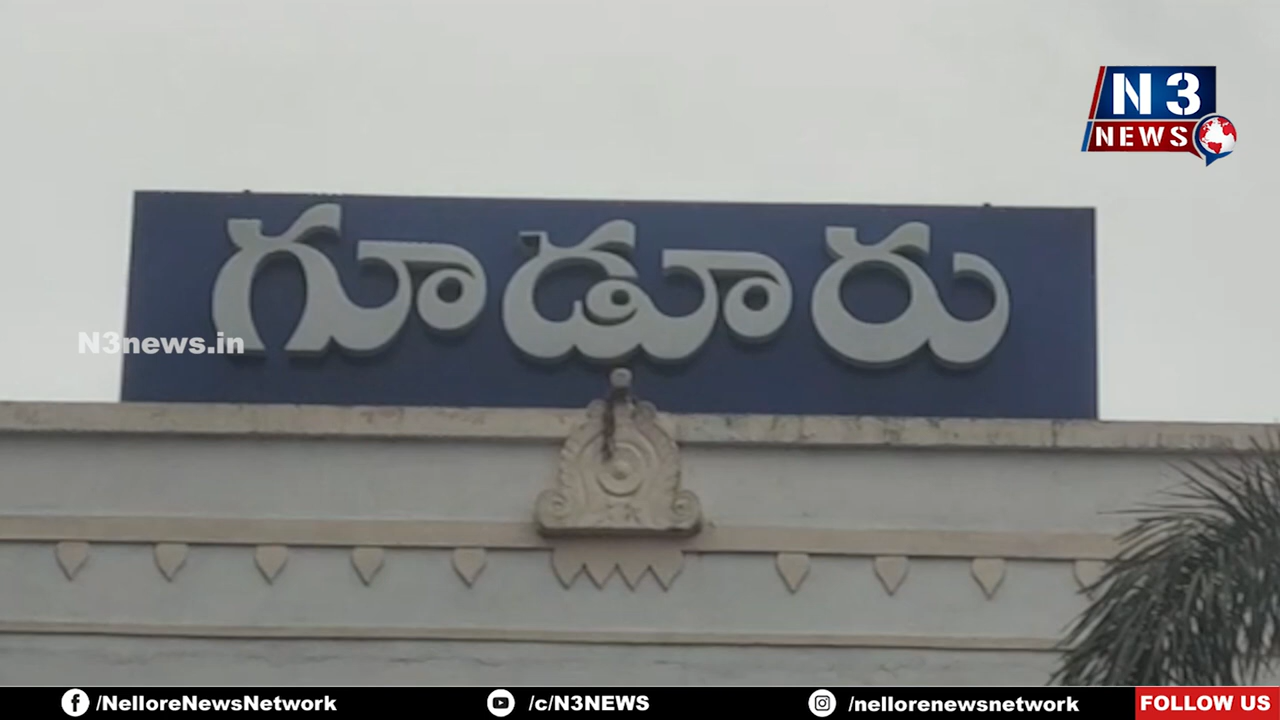 N3
NEWS
గూడూరు
N3news.in
/NelloreNewsNetwork
/c/N3NEWS
/nellorenewsnetwork
FOLLOW US